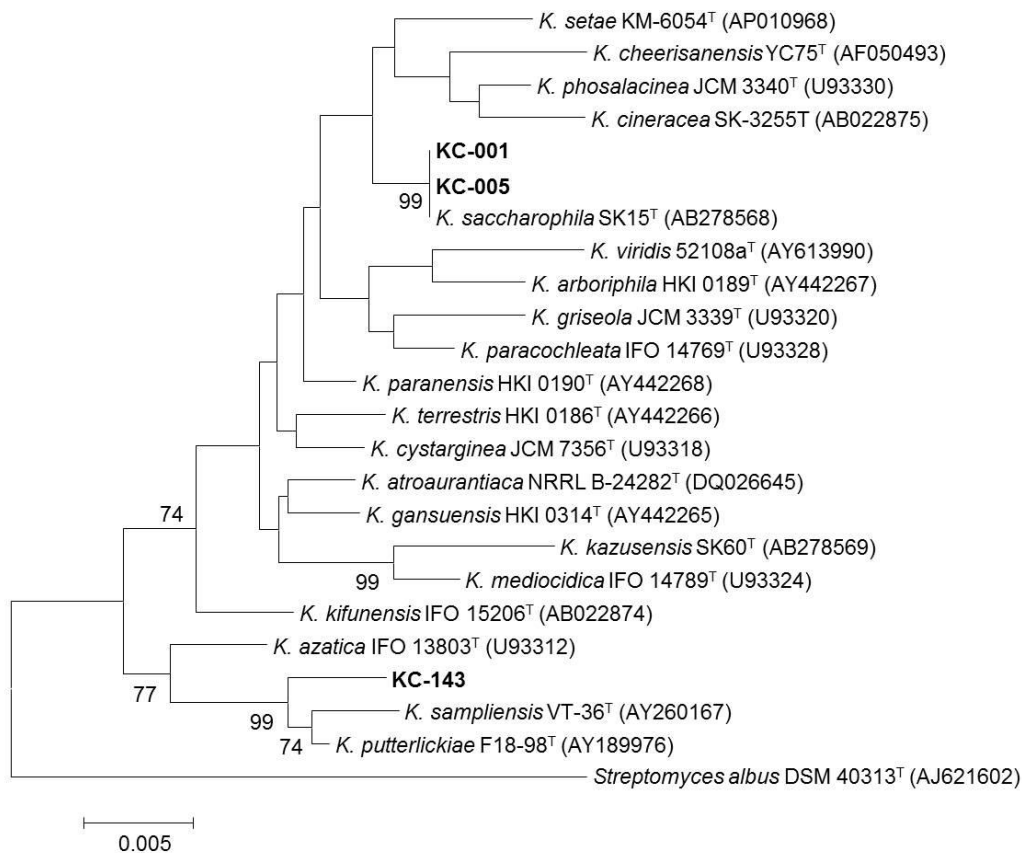 K. setae KM-6054ᵀ (AP010968)
K. cheerisanensis YC75ᵀ (AF050493)
K. phosalacinea JCM 3340ᵀ (U93330)
K. cineracea SK-3255T (AB022875)
KC-001
KC-005
99
K. saccharophila SK15ᵀ (AB278568)
K. viridis 52108aᵀ (AY613990)
K. arboriphila HKI 0189ᵀ (AY442267)
K. griseola JCM 3339ᵀ (U93320)
K. paracochleata IFO 14769ᵀ (U93328)
K. paranensis HKI 0190ᵀ (AY442268)
K. terrestris HKI 0186ᵀ (AY442266)
K. cystarginea JCM 7356ᵀ (U93318)
K. atroaurantiaca NRRL B-24282ᵀ (DQ026645)
74
K. gansuensis HKI 0314ᵀ (AY442265)
K. kazusensis SK60ᵀ (AB278569)
99
K. mediocidica IFO 14789ᵀ (U93324)
K. kifunensis IFO 15206ᵀ (AB022874)
K. azatica IFO 13803ᵀ (U93312)
KC-143
77
K. sampliensis VT-36ᵀ (AY260167)
99
74
K. putterlickiae F18-98ᵀ (AY189976)
Streptomyces albus DSM 40313ᵀ (AJ621602)
0.005